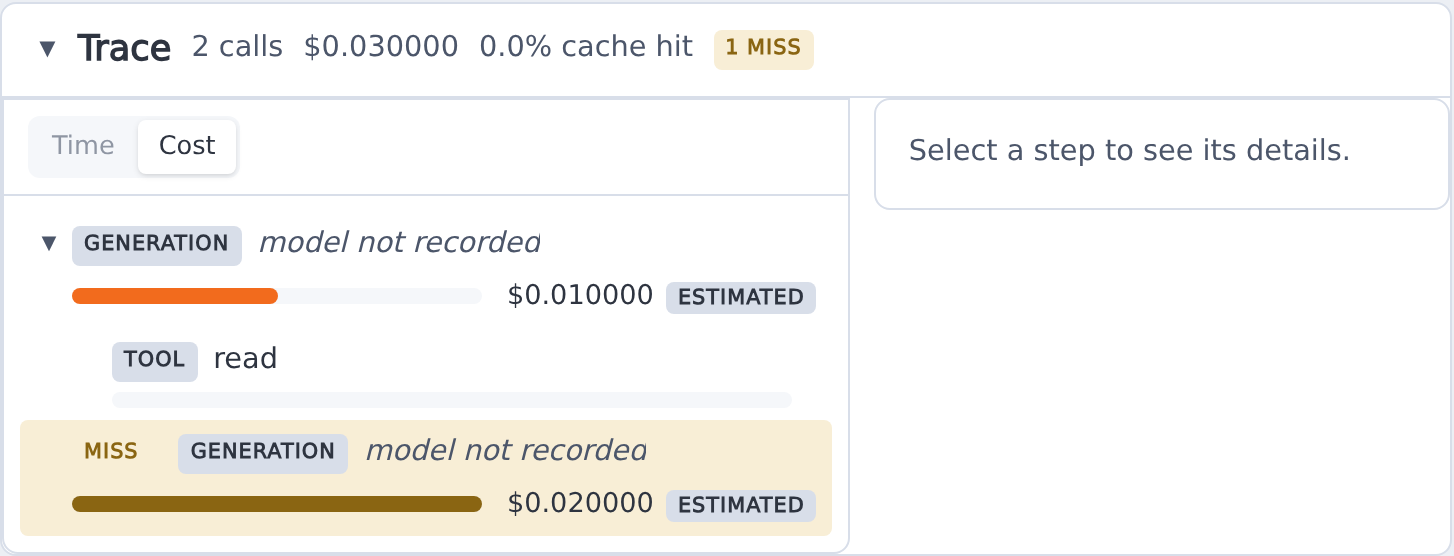 ▼ Trace 2 calls $0.030000 0.0% cache hit 1 MISS
Time Cost
Select a step to see its details.
▼ GENERATION model not recorded
$0.010000 ESTIMATED
TOOL read
MISS GENERATION model not recorded
$0.020000 ESTIMATED